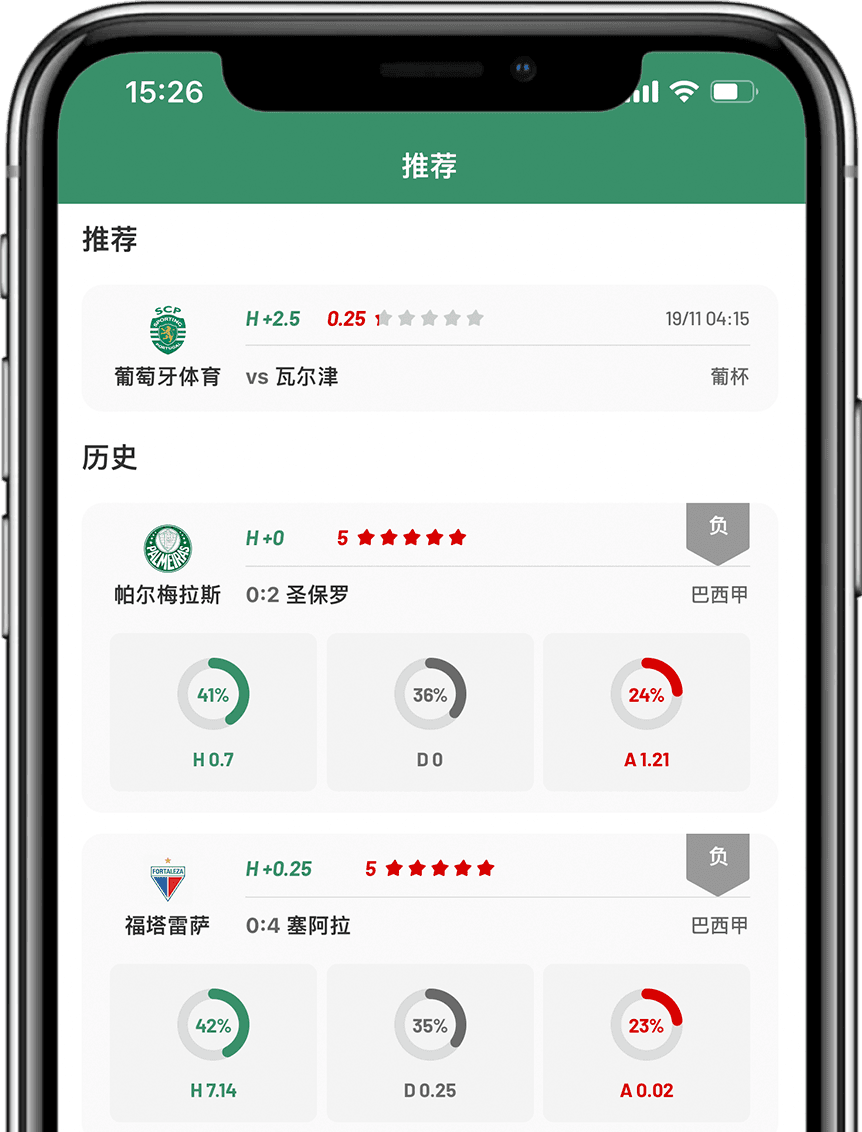 15:26
推荐
推荐
SCP
SPORTING
PORTUGAL
H +2.5 0.25 19/11 04:15
葡萄牙体育 vs 瓦尔津 葡杯
历史
PALMEIRAS
H +0 5 负
帕尔梅拉斯 0:2 圣保罗 巴西甲
41% 36% 24%
H 0.7 D 0 A 1.21
FORTALEZA
H +0.25 5 负
福塔雷萨 0:4 塞阿拉 巴西甲
42% 35% 23%
H 7.14 D 0.25 A 0.02